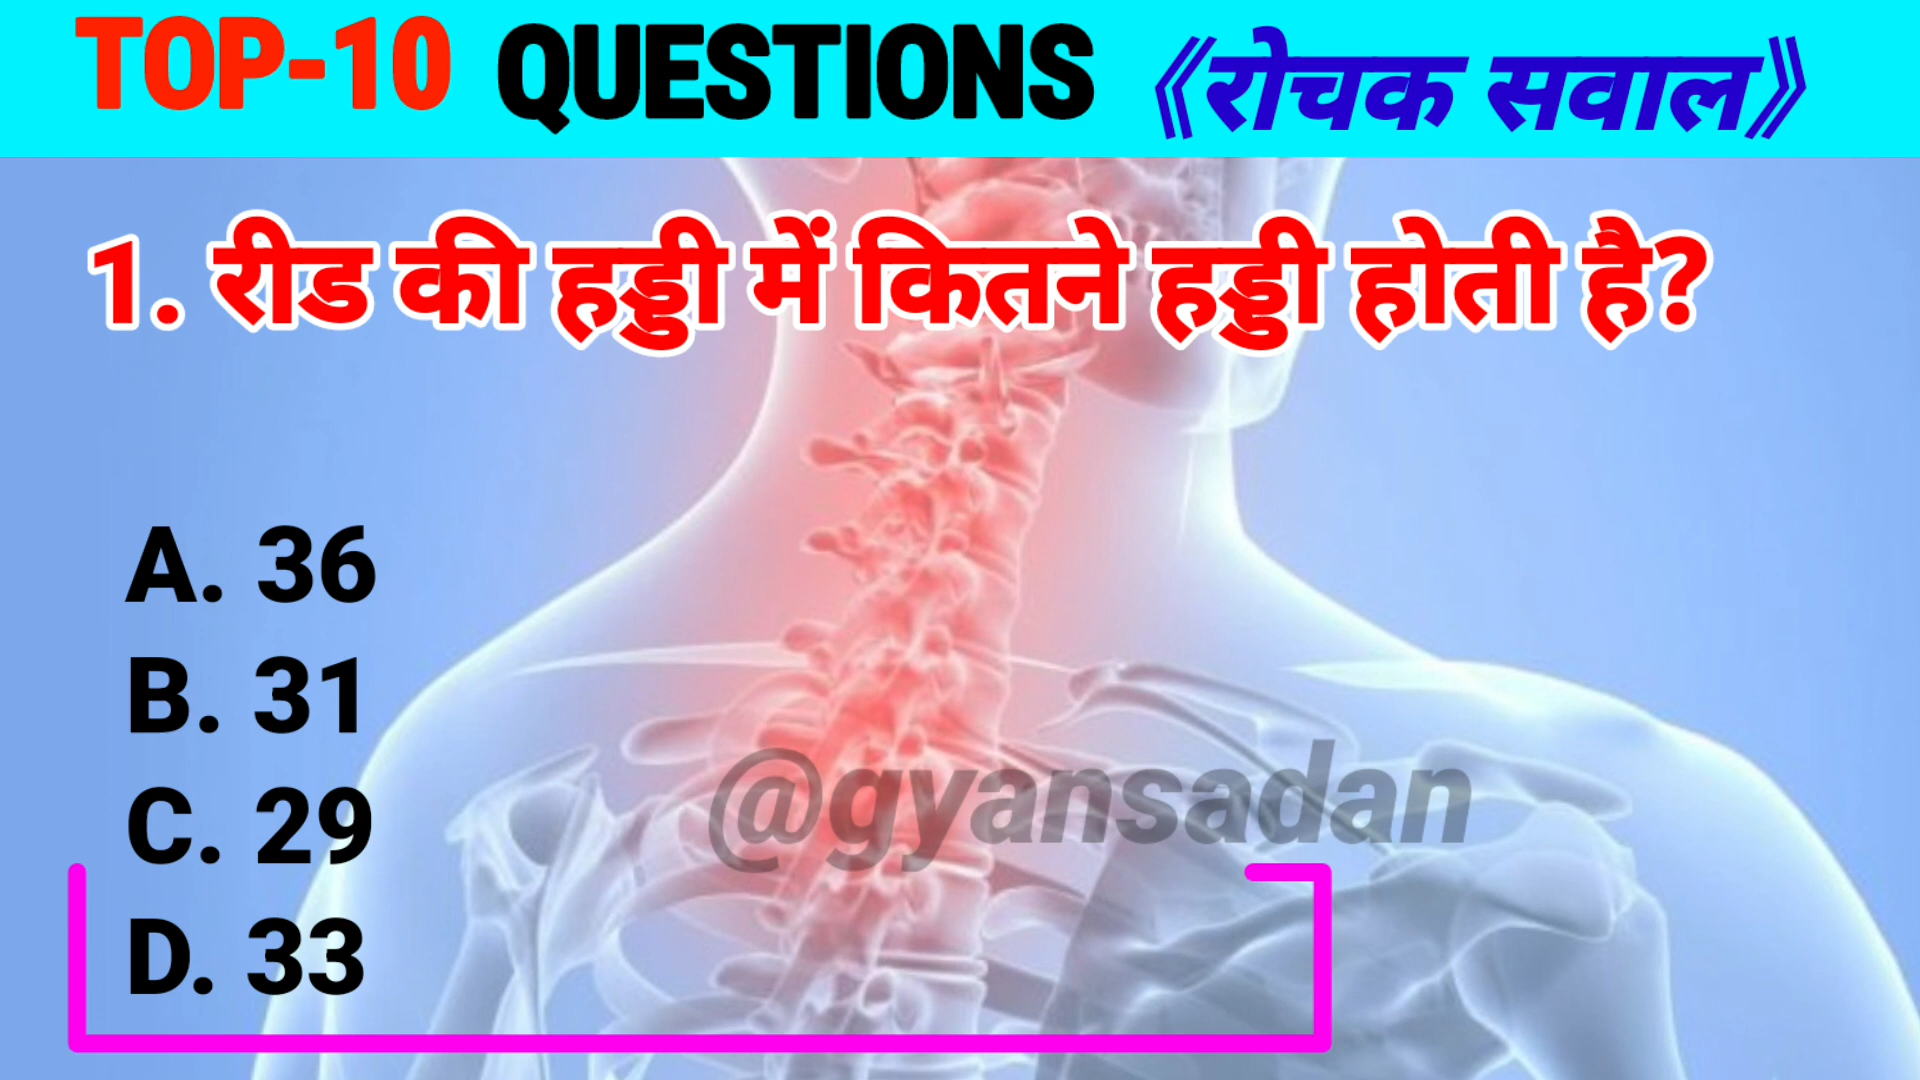 TOP-10 QUESTIONS 《रोचक सवाल》
1. रीड की हड्डी में कितने हड्डी होती है?
A. 36
B. 31
C. 29
D. 33
@gyansadan